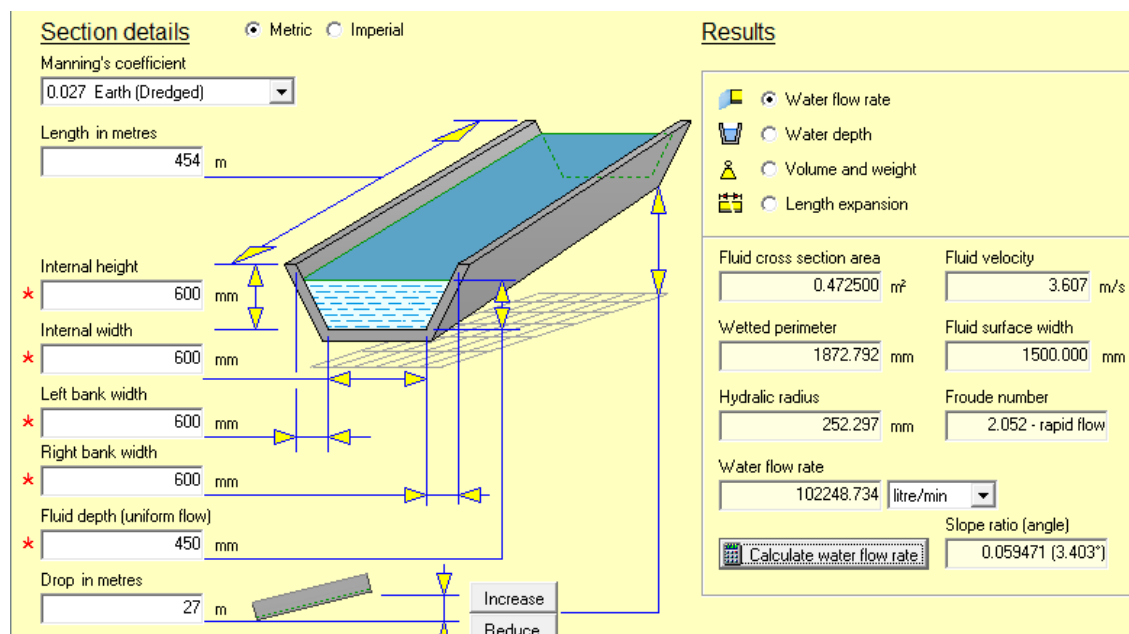 Section details
Metric
Imperial
Manning's coefficient
0.027 Earth (Dredged)
Length in metres
454 m
Internal height
* 600 mm
Internal width
* 600 mm
Left bank width
* 600 mm
Right bank width
* 600 mm
Fluid depth (uniform flow)
* 450 mm
Drop in metres
27 m
Increase
Reduce
Results
Water flow rate
Water depth
Volume and weight
Length expansion
Fluid cross section area
0.472500 m²
Fluid velocity
3.607 m/s
Wetted perimeter
1872.792 mm
Fluid surface width
1500.000 mm
Hydralic radius
252.297 mm
Froude number
2.052 - rapid flow
Water flow rate
102248.734 litre/min
Slope ratio (angle)
Calculate water flow rate
0.059471 (3.403°)